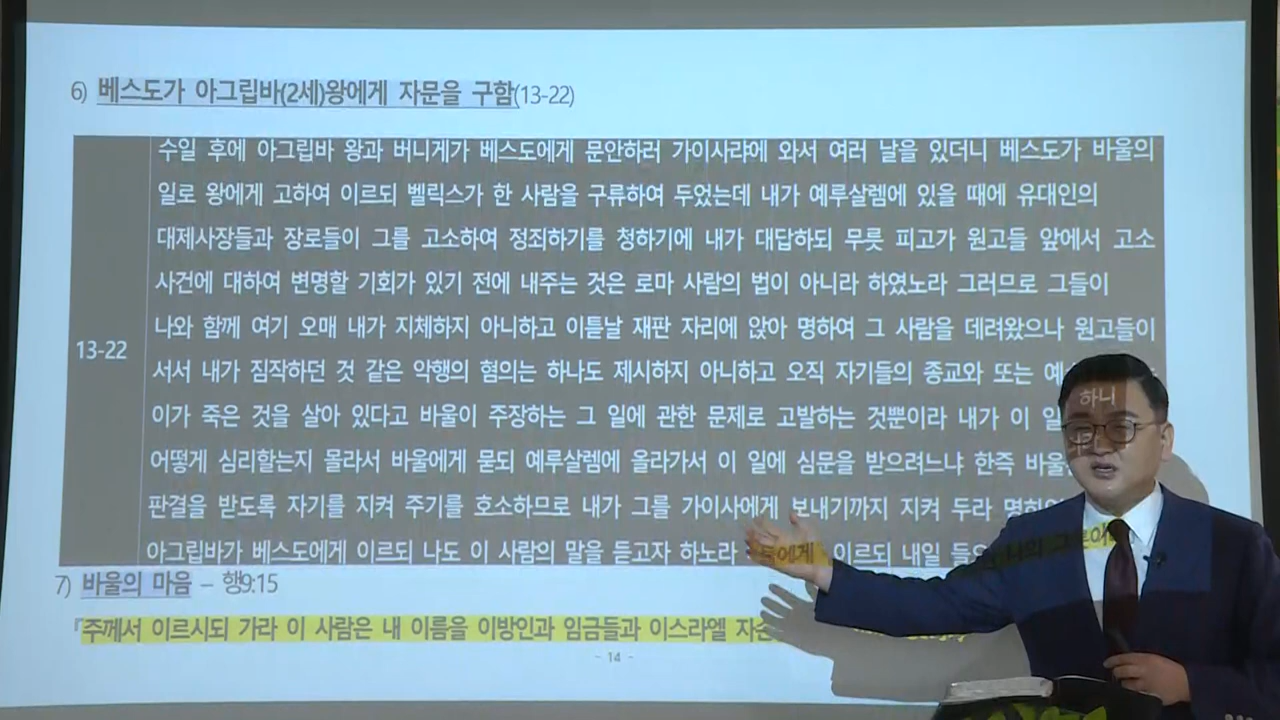 6) 베스도가 아그립바(2세)왕에게 자문을 구함(13-22)
수일 후에 아그립바 왕과 버니게가 베스도에게 문안하러 가이사랴에 와서 여러 날을 있더니 베스도가 바울의
일로 왕에게 고하여 이르되 벨릭스가 한 사람을 구류하여 두었는데 내가 예루살렘에 있을 때에 유대인의
대제사장들과 장로들이 그를 고소하여 정죄하기를 청하기에 내가 대답하되 무릇 피고가 원고들 앞에서 고소
사건에 대하여 변명할 기회가 있기 전에 내주는 것은 로마 사람의 법이 아니라 하였노라 그러므로 그들이
나와 함께 여기 오매 내가 지체하지 아니하고 이튿날 재판 자리에 앉아 명하여 그 사람을 데려왔으나 원고들이
13-22
서서 내가 짐작하던 것 같은 악행의 혐의는 하나도 제시하지 아니하고 오직 자기들의 종교와 또는
하니
이가 죽은 것을 살아 있다고 바울이 주장하는 그 일에 관한 문제로 고발하는 것뿐이라 내가 이
어떻게 심리할는지 몰라서 바울에게 묻되 예루살렘에 올라가서 이 일에 심문을 받으려느냐 한즉
판결을 받도록 자기를 지켜 주기를 호소하므로 내가 그를 가이사에게 보내기까지 지켜 두라
아그립바가 베스도에게 이르되 나도 이 사람의 말을 듣고자 하노라 이르되 내일
7) 바울의 마음 – 행9:15
『주께서 이르시되 가라 이 사람은 내 이름을 이방인과 임금들과 이스라엘
- 14 -